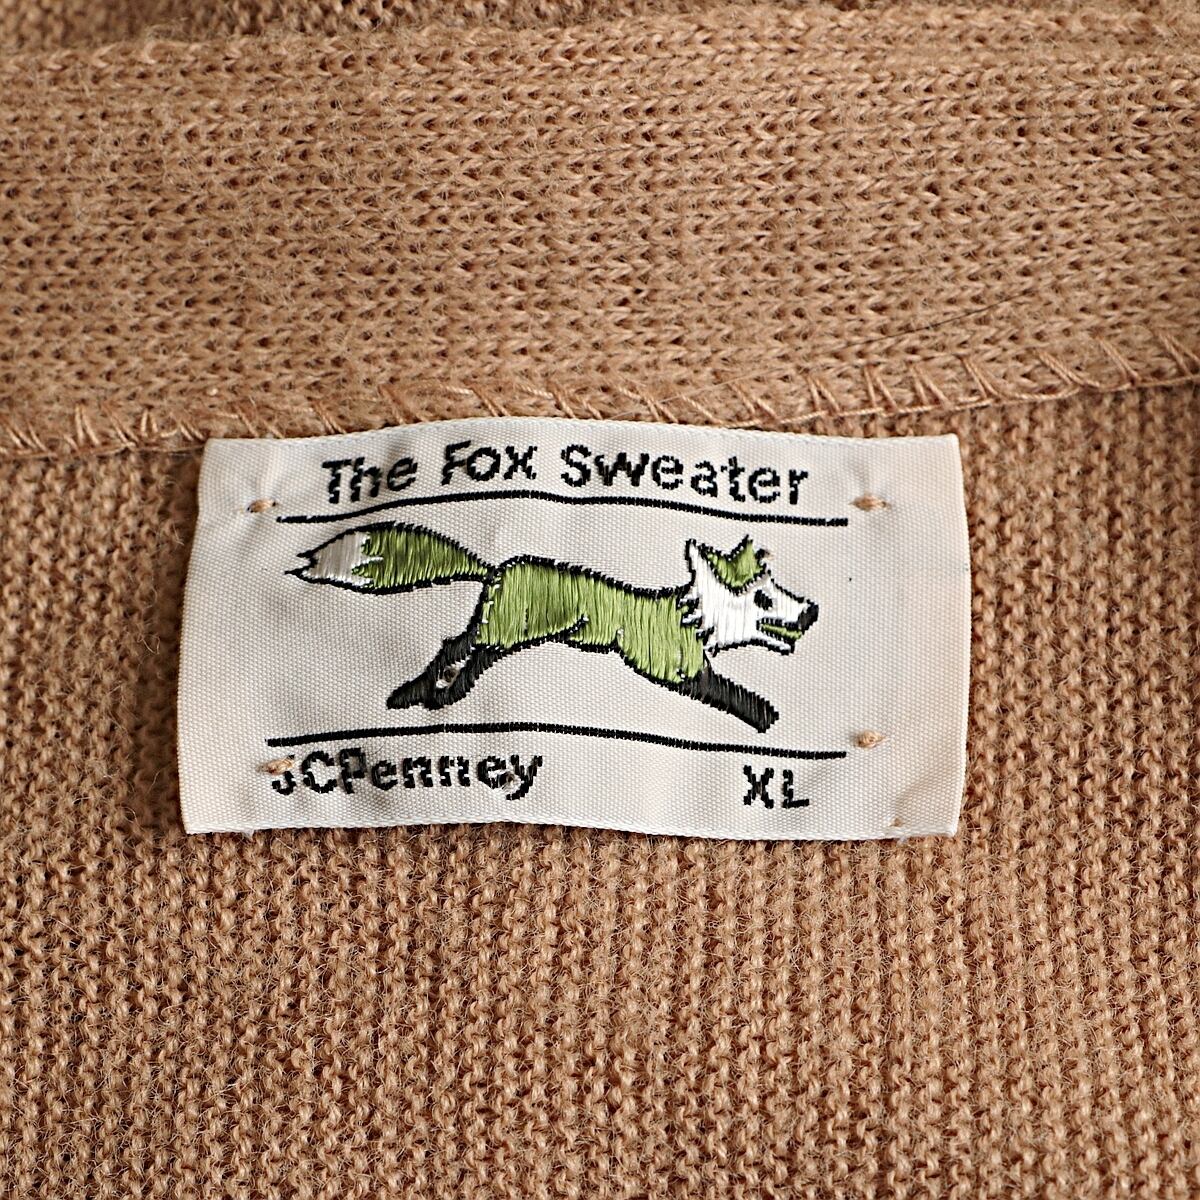 The Fox Sweater
JCPenney XL